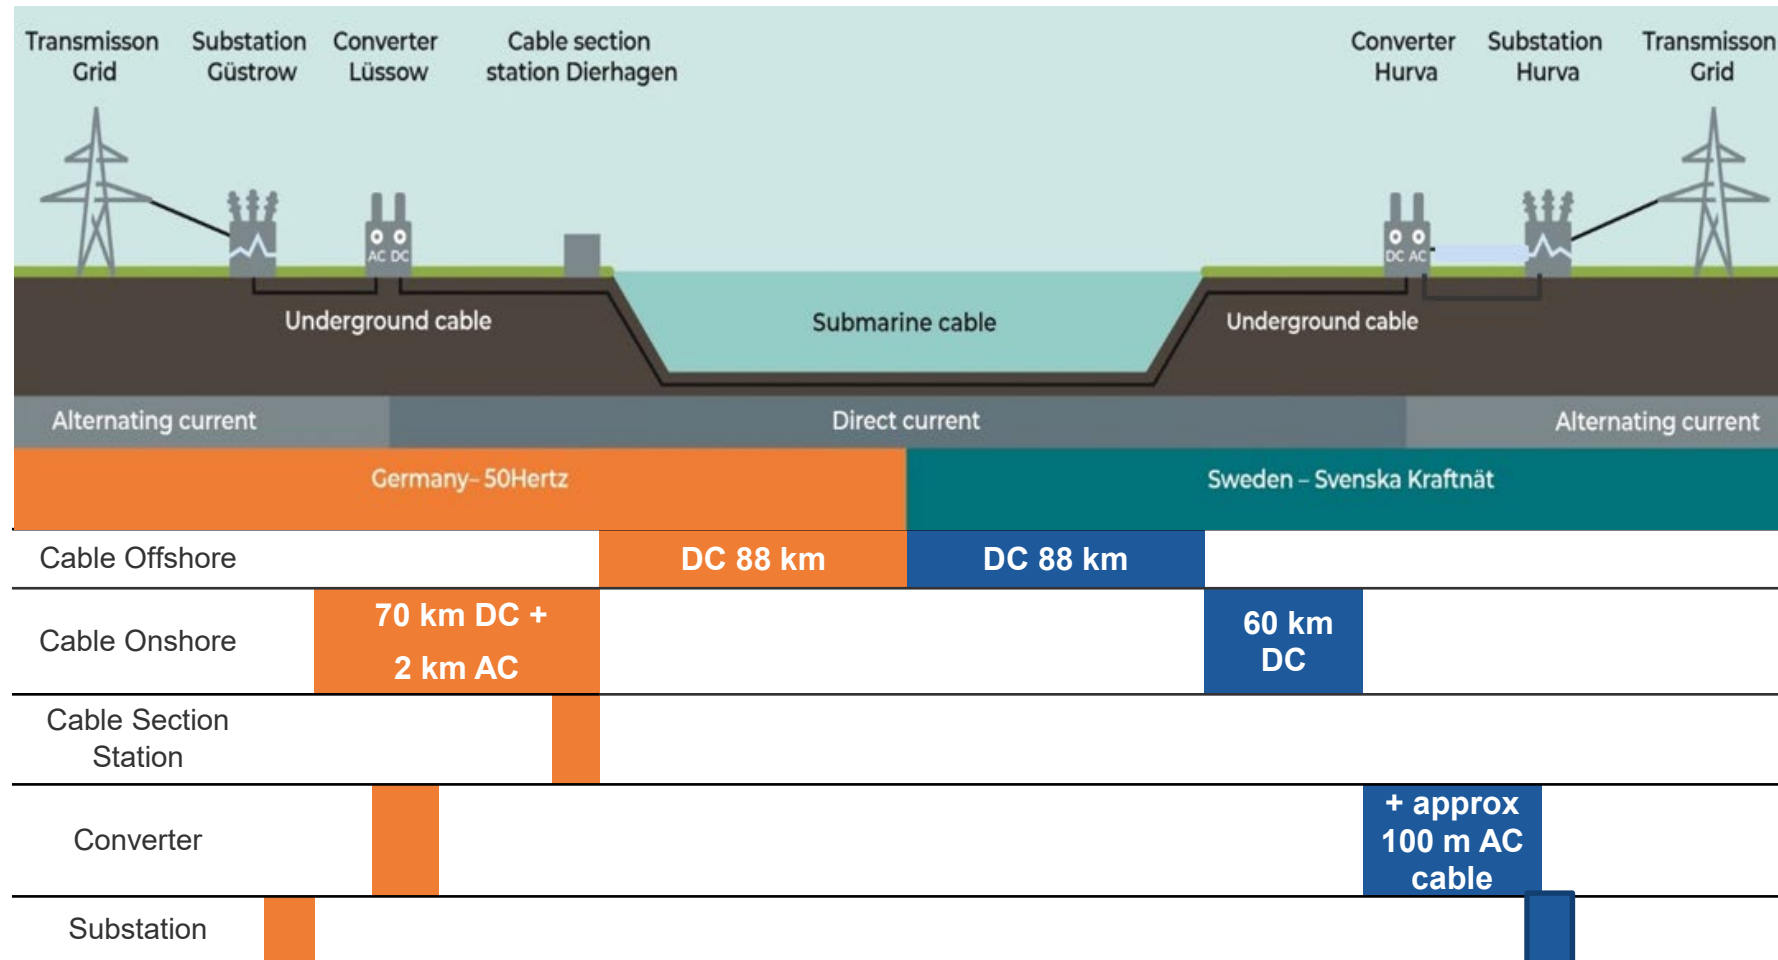 Transmisson
Grid
Substation
Güstrow
Converter
Lüssow
Cable section
station Dierhagen
Converter
Hurva
Substation
Hurva
Transmisson
Grid
AC DC
DC AC
Underground cable
Submarine cable
Underground cable
Alternating current
Direct current
Alternating current
Germany– 50Hertz
Sweden – Svenska Kraftnät
Cable Offshore
DC 88 km
DC 88 km
Cable Onshore
70 km DC +
2 km AC
60 km
DC
Cable Section
Station
Converter
+ approx
100 m AC
cable
Substation